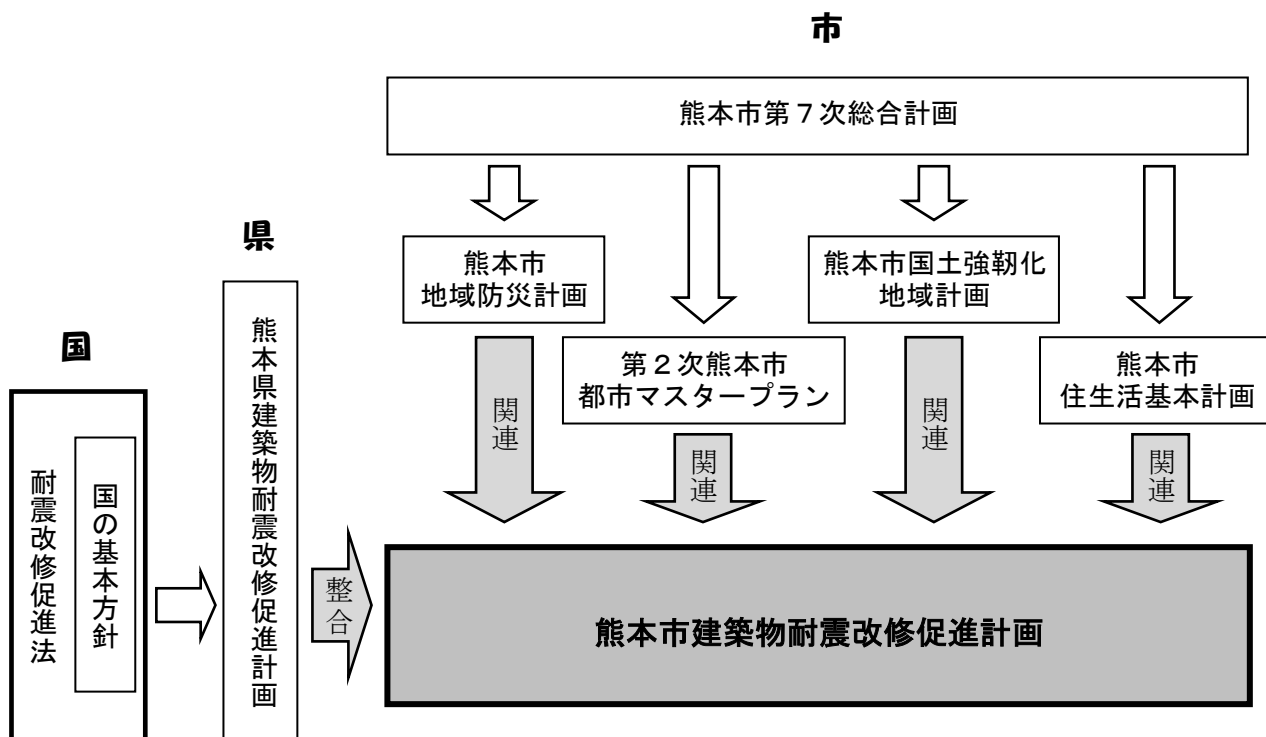 市
熊本市第７次総合計画
県
熊本市
地域防災計画
熊本市国土強靭化
地域計画
国
第２次熊本市
都市マスタープラン
熊本市
住生活基本計画
関連
関連
関連
関連
耐震改修促進法
国の基本方針
熊本県建築物耐震改修促進計画
整合
熊本市建築物耐震改修促進計画